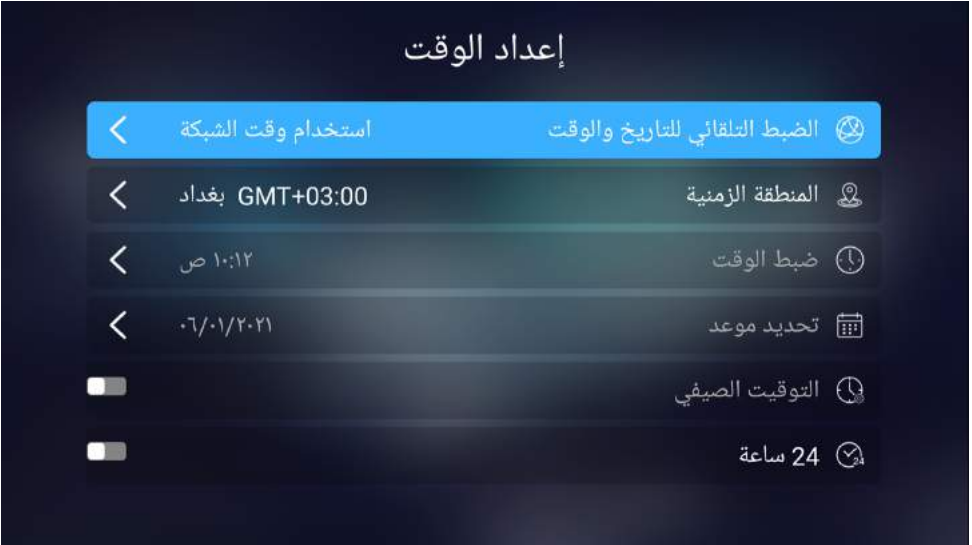 إعداد الوقت
الضبط التلقائي للتاريخ والوقت استخدام وقت الشبكة
المنطقة الزمنية GMT+03:00 بغداد
ضبط الوقت ١٠:١٢ ص
تحديد موعد ٠٦/٠١/٢٠٢١
التوقيت الصيفي
24 ساعة
24